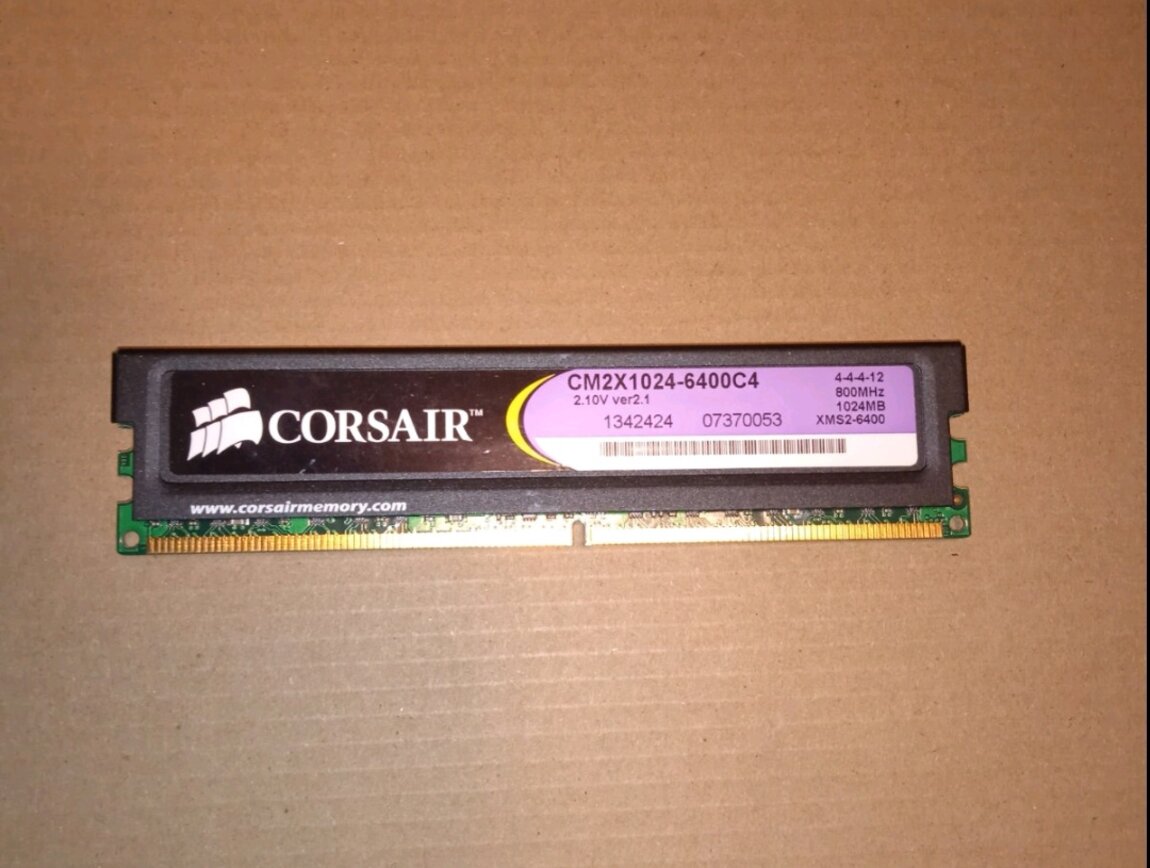 CORSAIR™
CM2X1024-6400C4
2.10V ver2.1
1342424 07370053
4-4-4-12
800MHz
1024MB
XMS2-6400
www.corsairmemory.com